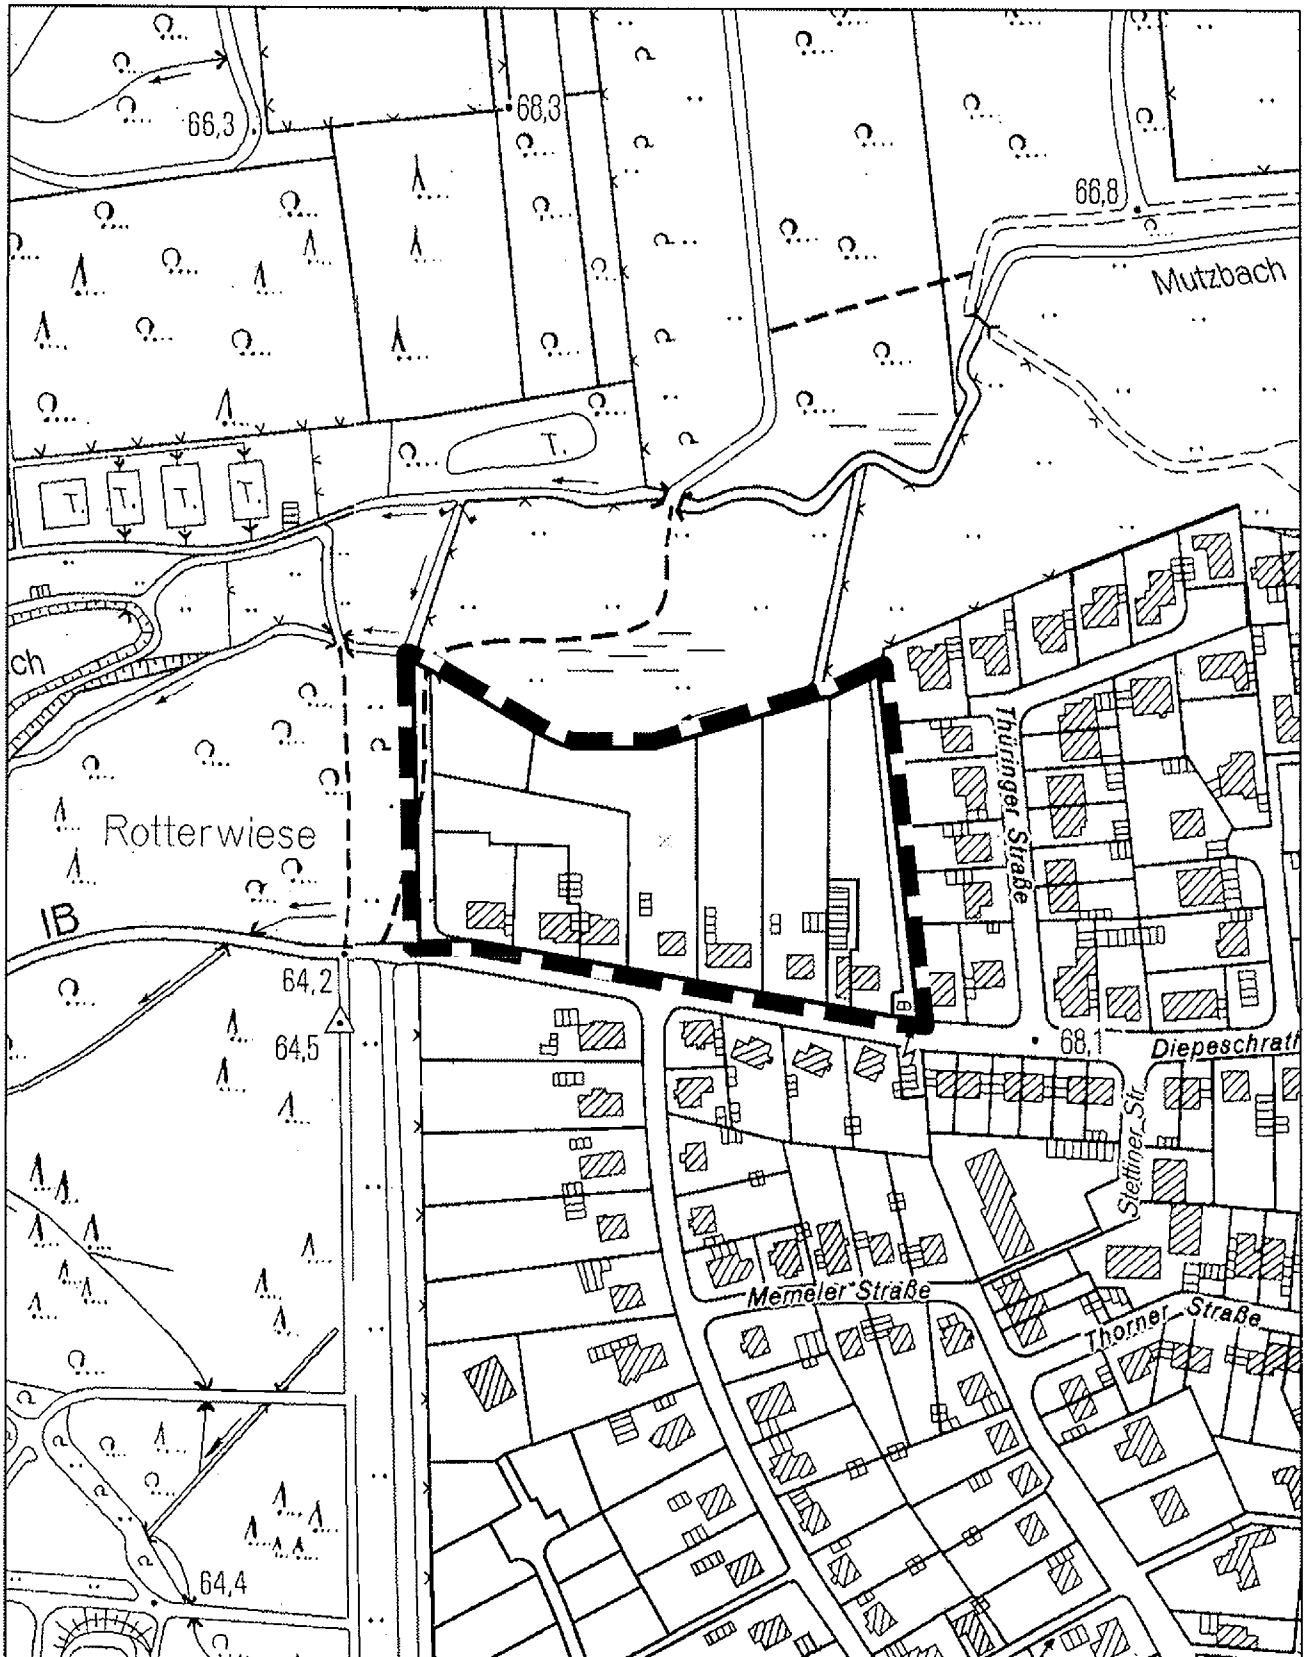 66,3
68,3
66,8
Mutzbach
T.
T.
T.
T.
T.
ch
Rotterwiese
IB
Thüringer Straße
64,2
64,5
68,1
Diepeschrath
Stettiner Str.
Memeler Straße
Thorner Straße
64,4